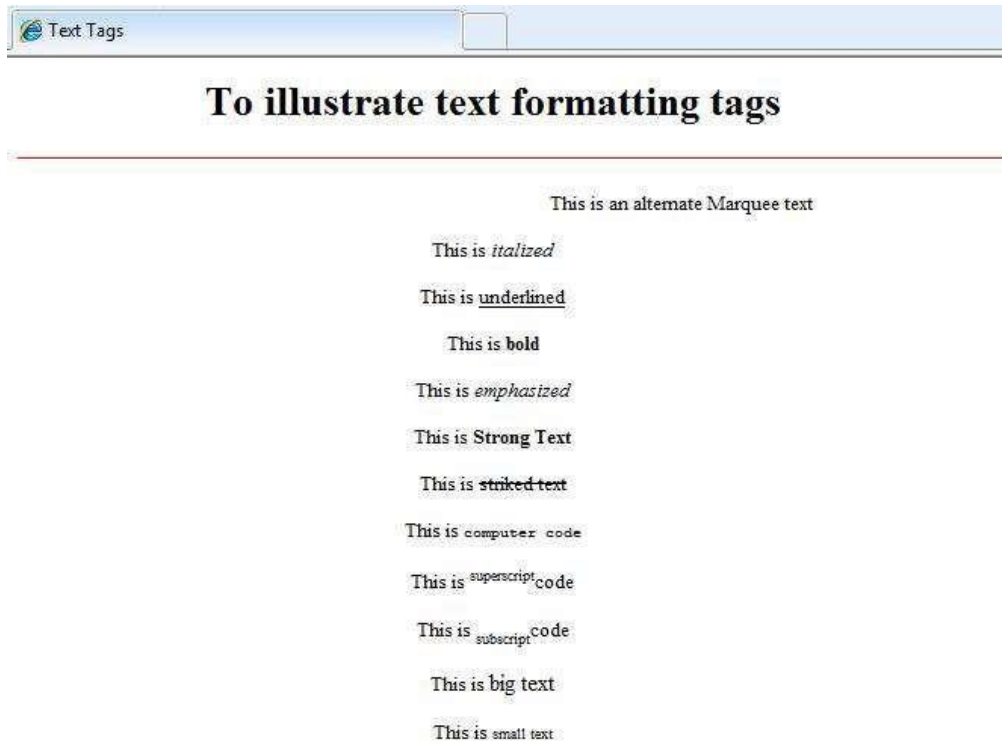 Text Tags
To illustrate text formatting tags
This is an alternate Marquee text
This is italized
This is underlined
This is bold
This is emphasized
This is Strong Text
This is striked text
This is computer code
This is superscriptcode
This is subscriptcode
This is big text
This is small text